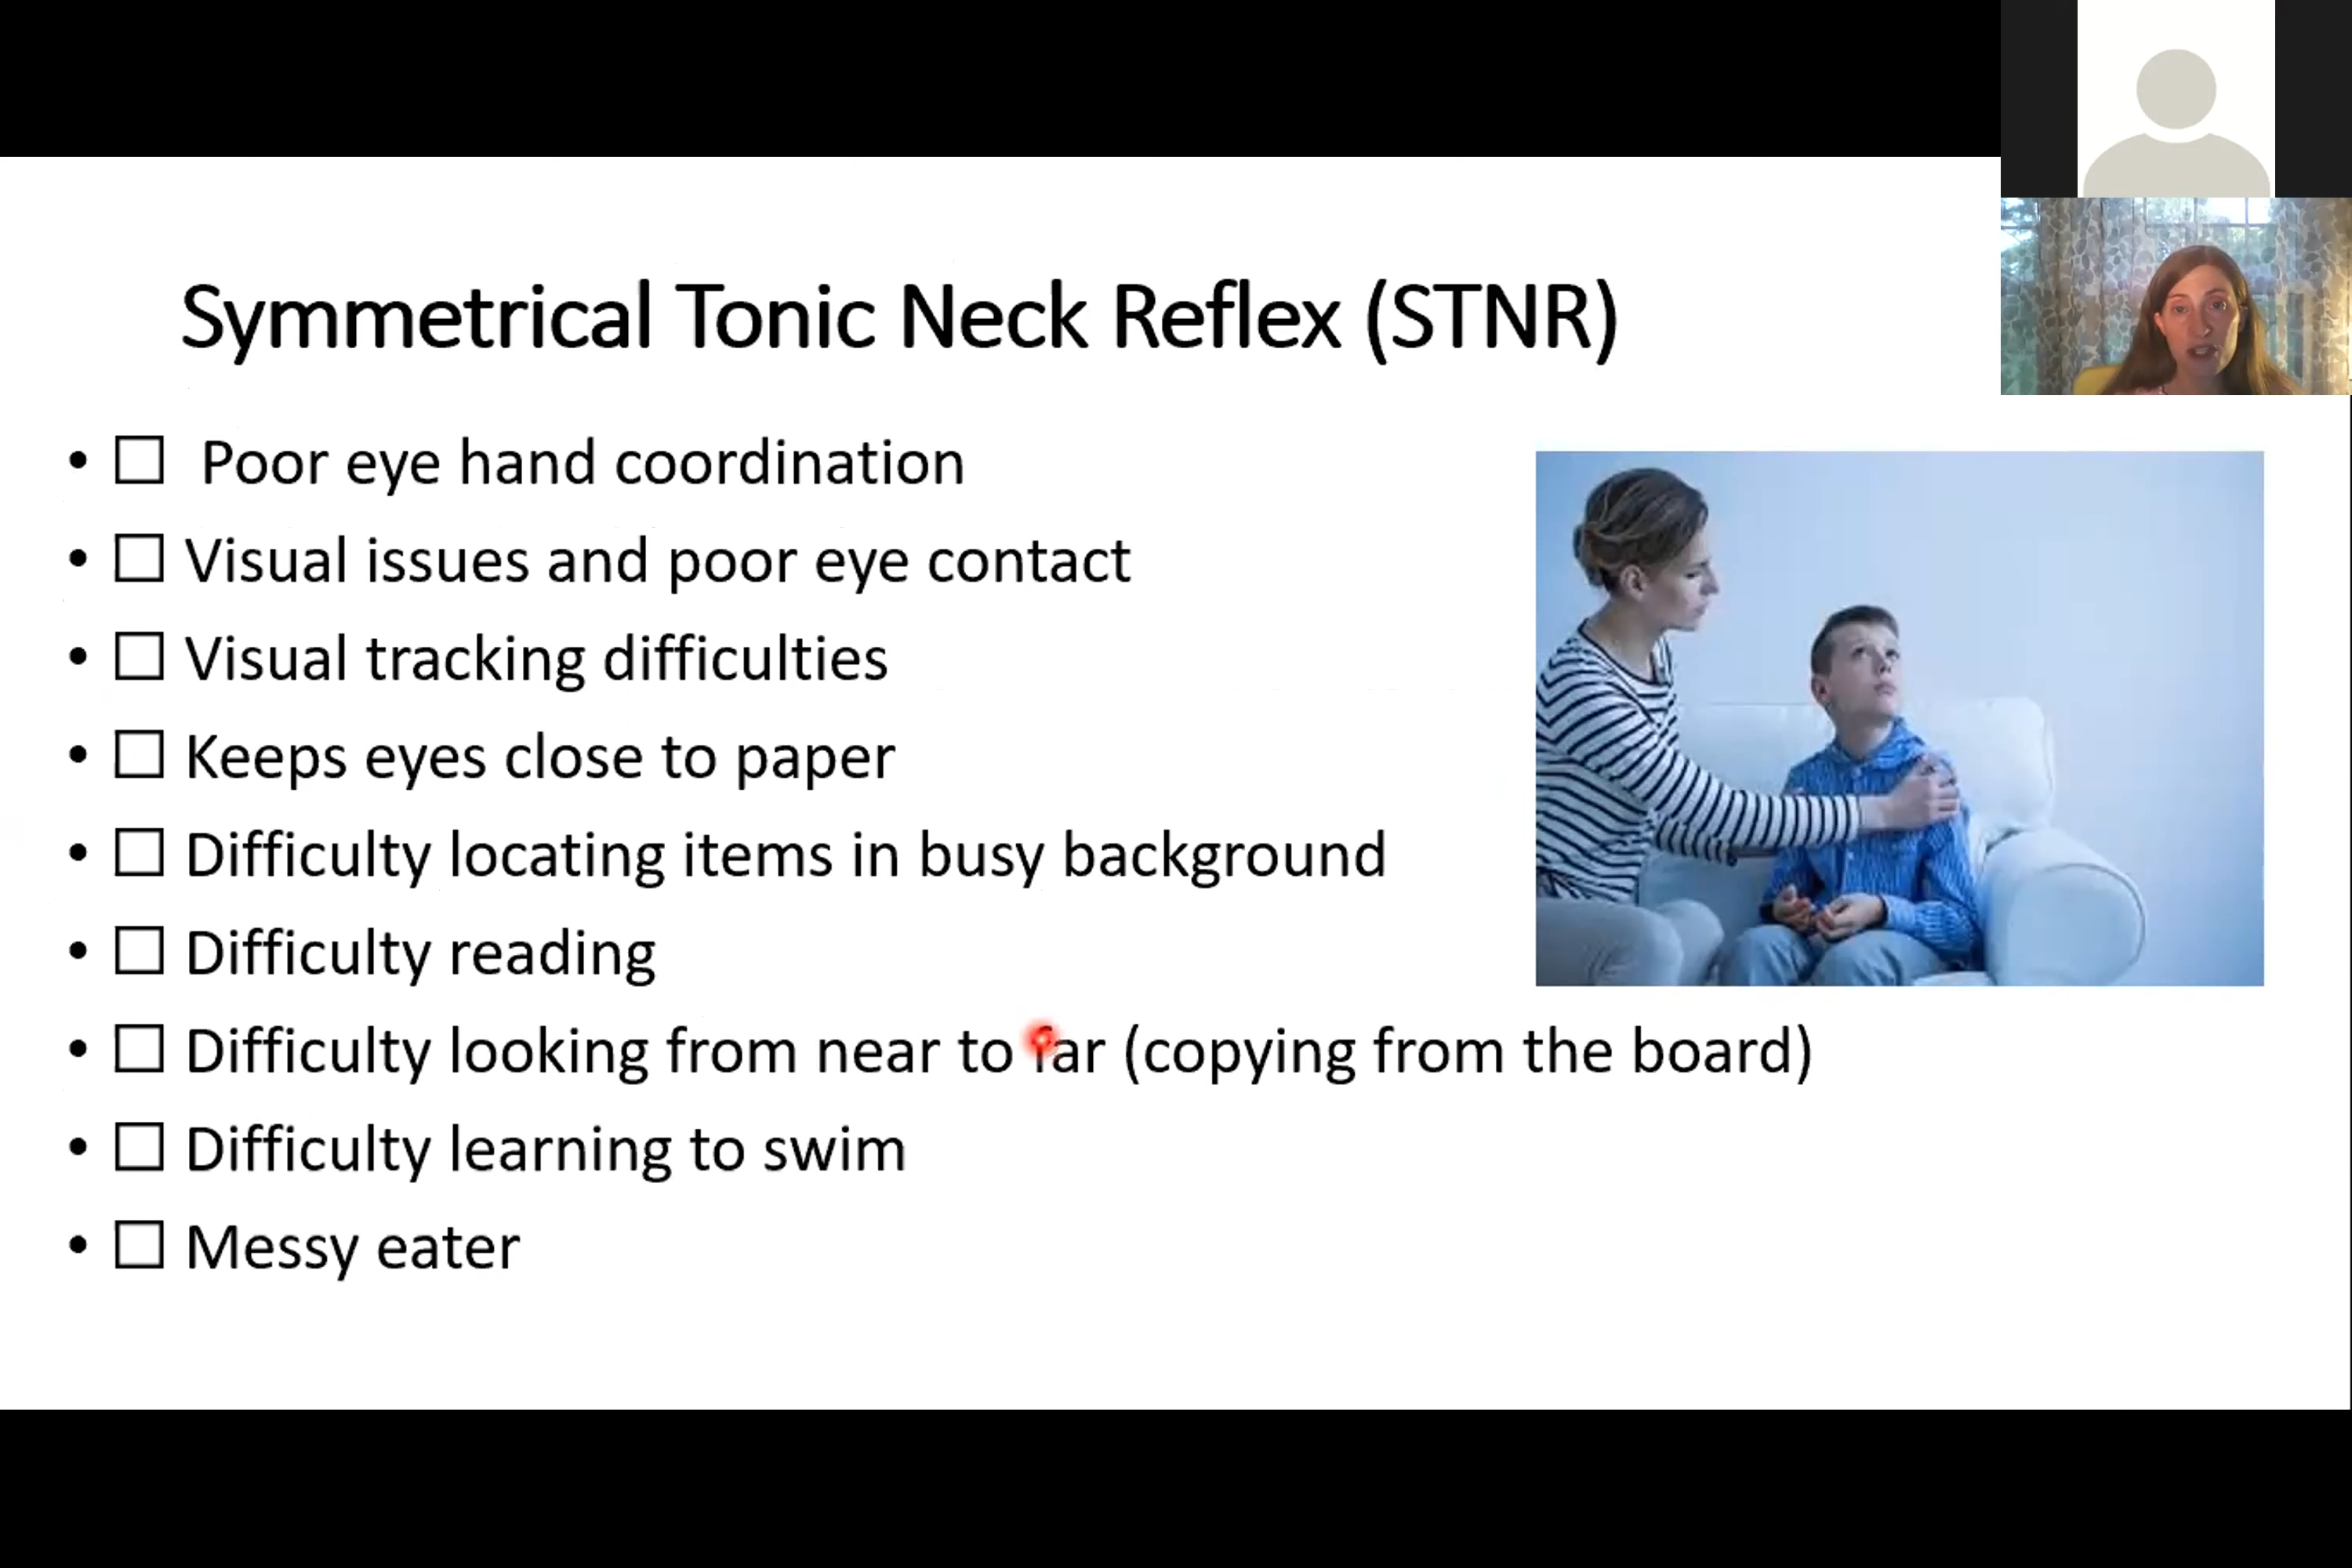 Symmetrical Tonic Neck Reflex (STNR)
• ☐ Poor eye hand coordination
• ☐ Visual issues and poor eye contact
• ☐ Visual tracking difficulties
• ☐ Keeps eyes close to paper
• ☐ Difficulty locating items in busy background
• ☐ Difficulty reading
• ☐ Difficulty looking from near to far (copying from the board)
• ☐ Difficulty learning to swim
• ☐ Messy eater